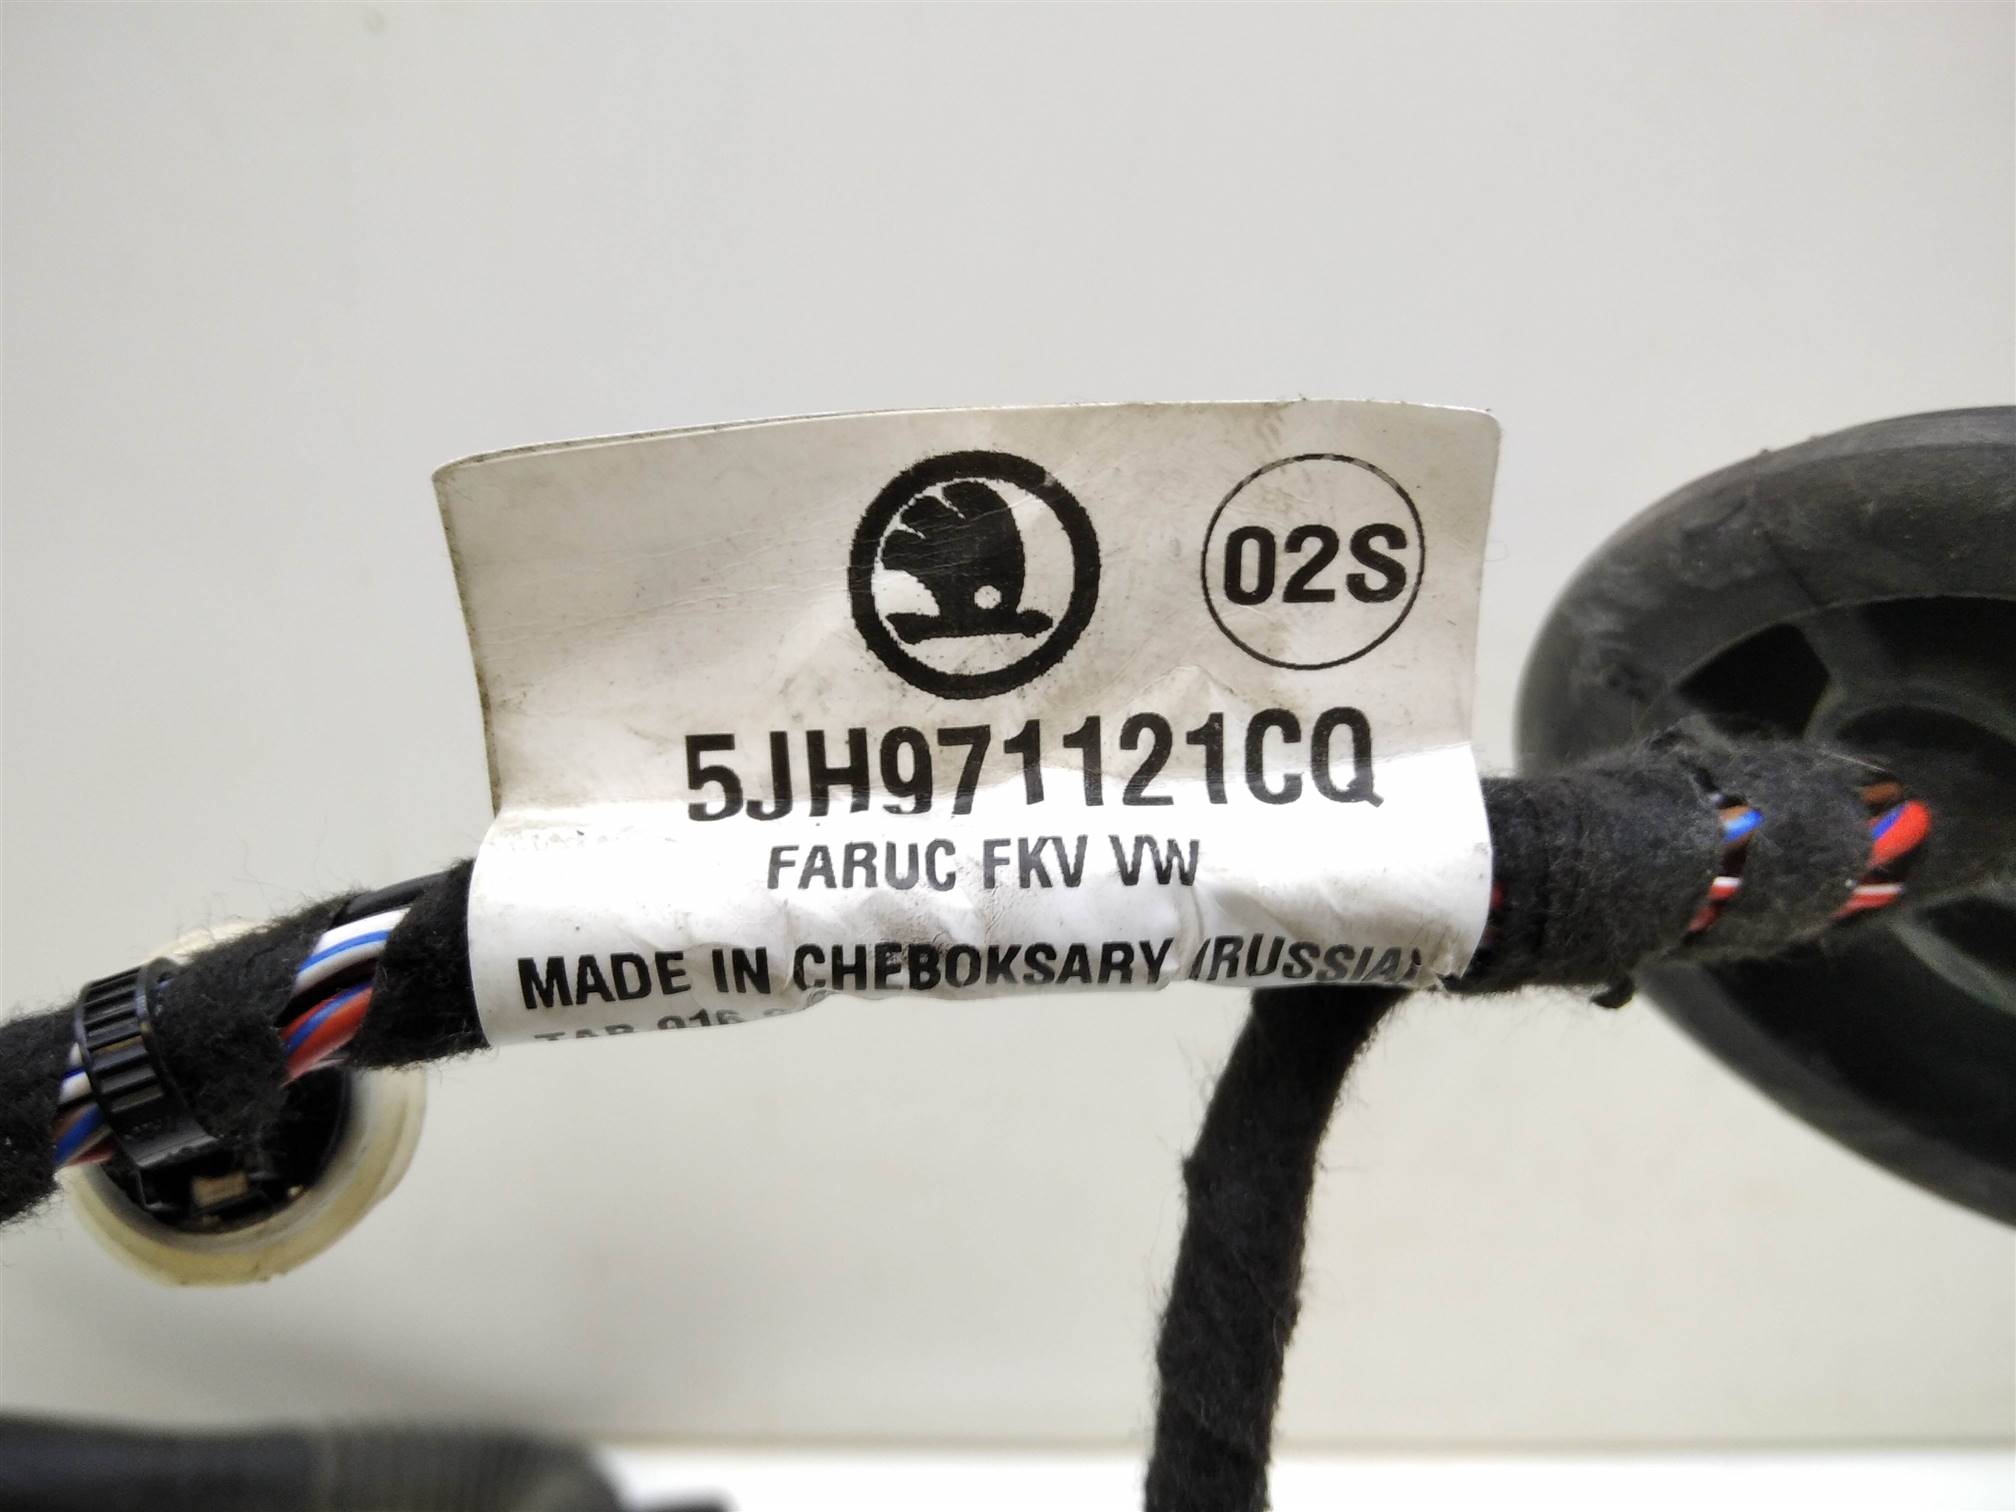 02S
5JH971121CQ
FARUC FKV VW
MADE IN CHEBOKSARY (RUSSIA)